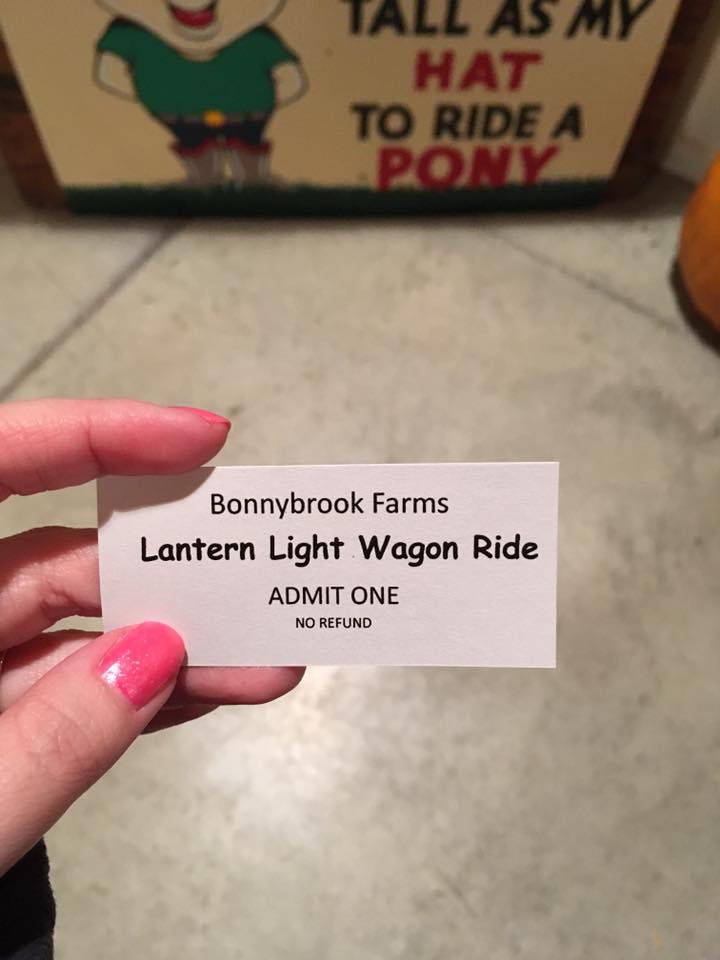 TALL AS MY
HAT
TO RIDE A
PONY
Bonnybrook Farms
Lantern Light Wagon Ride
ADMIT ONE
NO REFUND